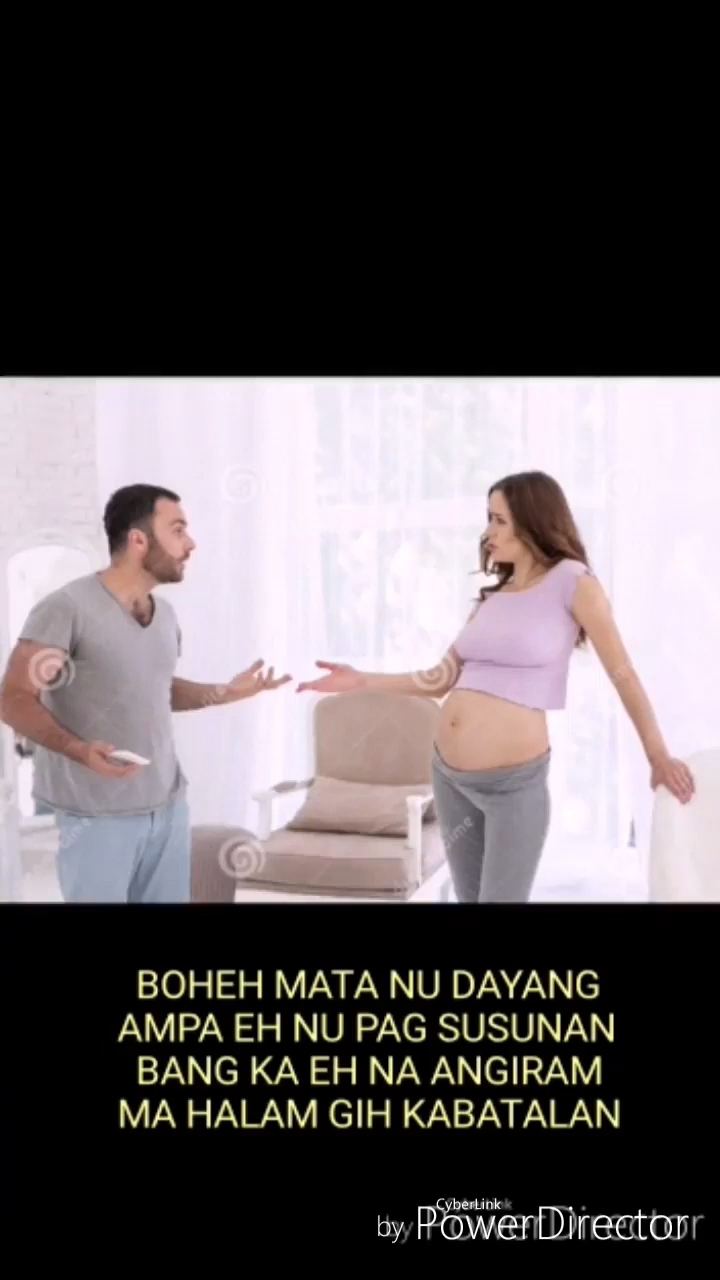 BOHEH MATA NU DAYANG
AMPA EH NU PAG SUSUNAN
BANG KA EH NA ANGIRAM
MA HALAM GIH KABATALAN
CyberLink
by PowerDirector